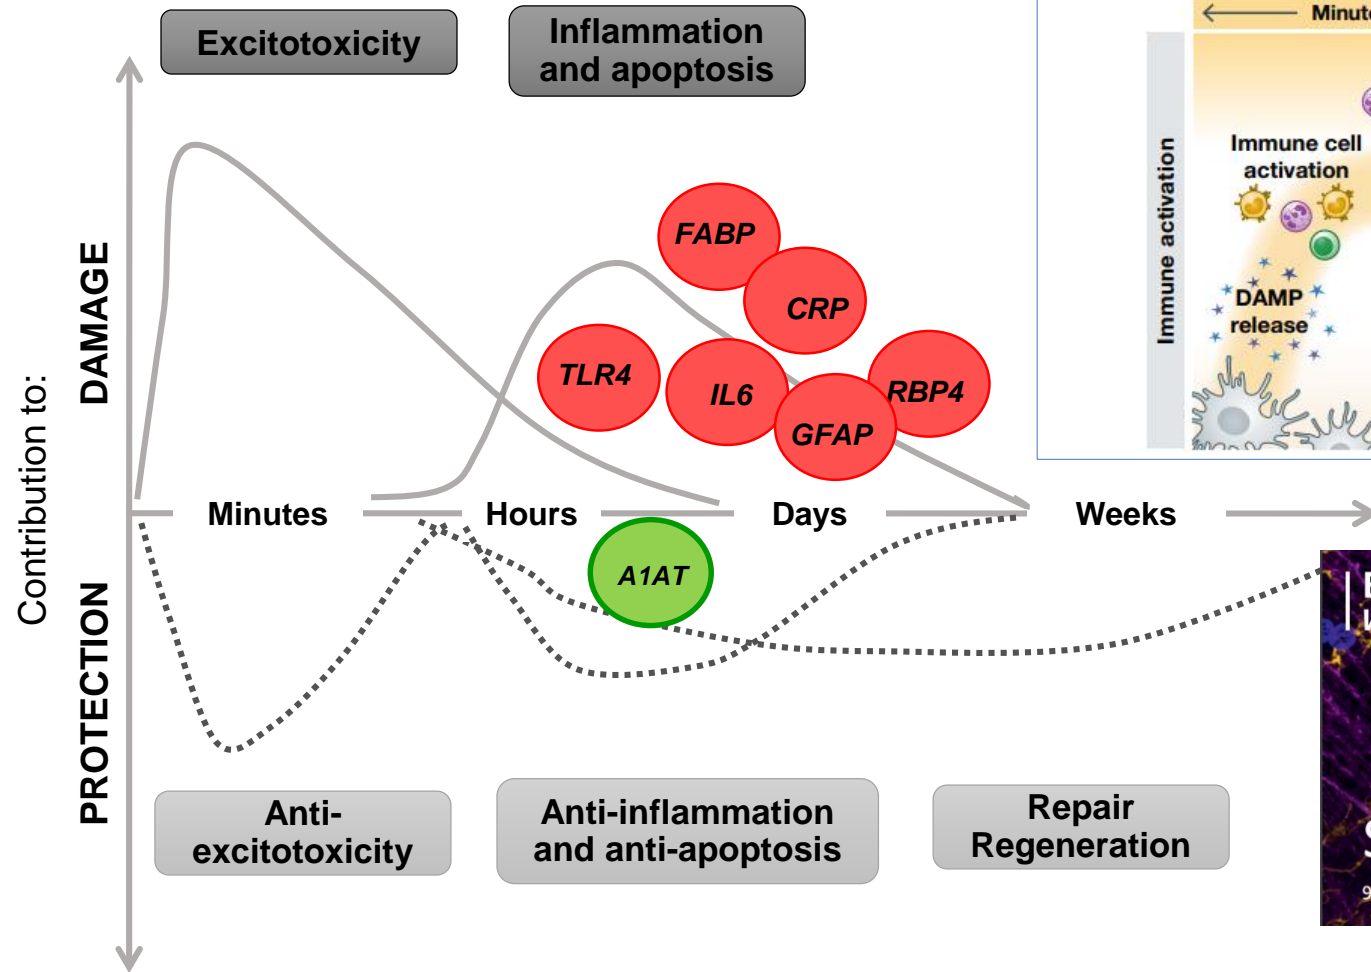 Excitotoxicity
Inflammation
and apoptosis
Contribution to:
DAMAGE
PROTECTION
FABP
CRP
TLR4
IL6
RBP4
GFAP
Minutes
Hours
Days
Weeks
A1AT
Anti-
excitotoxicity
Anti-inflammation
and anti-apoptosis
Repair
Regeneration
Immune activation
Immune cell
activation
DAMP
release